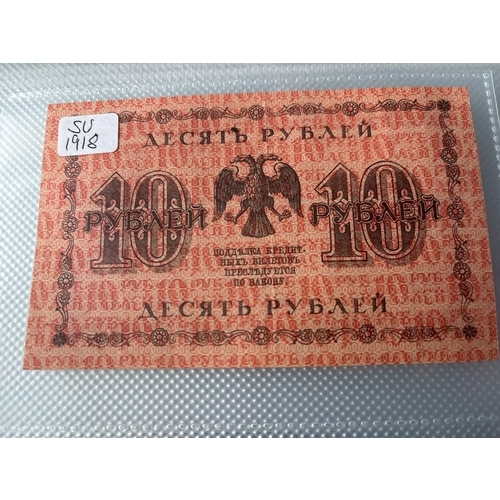 SU
1918
ДЕСЯТЬ РУБЛЕЙ
10 10
РУБЛЕЙ РУБЛЕЙ
ПОДДѢЛКА КРЕДИТ-
НЫХЪ БИЛЕТОВЪ
ПРЕСЛѢДУЕТСЯ
ПО ЗАКОНУ.
ДЕСЯТЬ РУБЛЕЙ